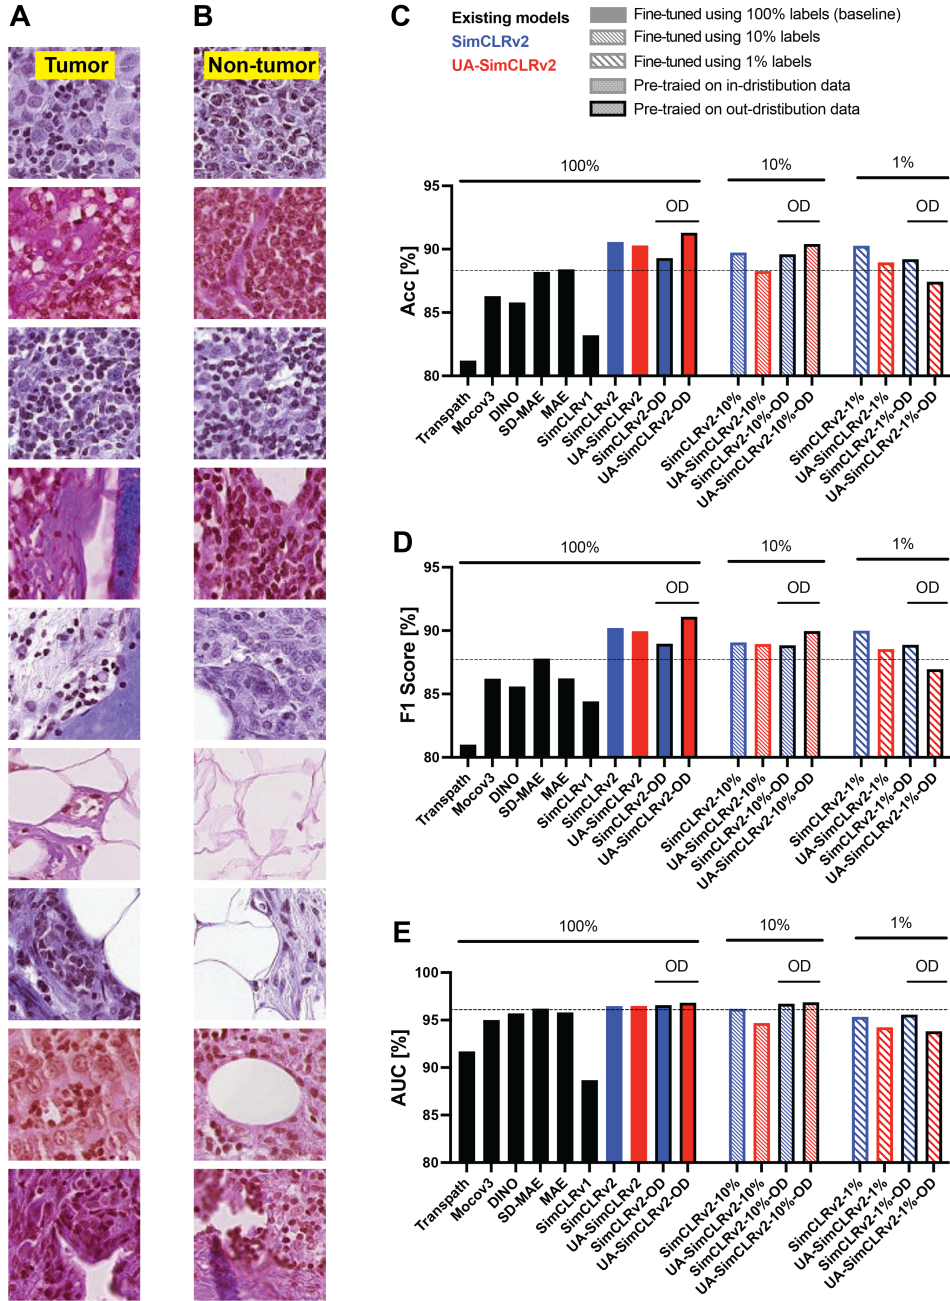 A
B
C
Tumor
Non-tumor
Existing models
SimCLRv2
UA-SimCLRv2
Fine-tuned using 100% labels (baseline)
Fine-tuned using 10% labels
Fine-tuned using 1% labels
Pre-traied on in-dristibution data
Pre-traied on out-dristibution data
100%
10%
1%
OD
OD
OD
Acc [%]
95
90
85
80
Transpath
Mocov3
DINO
SD-MAE
MAE
SimCLRv1
SimCLRv2
UA-SimCLRv2
SimCLRv2-OD
UA-SimCLRv2-OD
SimCLRv2-10%
UA-SimCLRv2-10%
SimCLRv2-10%-OD
UA-SimCLRv2-10%-OD
SimCLRv2-1%
UA-SimCLRv2-1%
SimCLRv2-1%-OD
UA-SimCLRv2-1%-OD
D
100%
10%
1%
OD
OD
OD
F1 Score [%]
95
90
85
80
Transpath
Mocov3
DINO
SD-MAE
MAE
SimCLRv1
SimCLRv2
UA-SimCLRv2
SimCLRv2-OD
UA-SimCLRv2-OD
SimCLRv2-10%
UA-SimCLRv2-10%
SimCLRv2-10%-OD
UA-SimCLRv2-10%-OD
SimCLRv2-1%
UA-SimCLRv2-1%
SimCLRv2-1%-OD
UA-SimCLRv2-1%-OD
E
100%
10%
1%
OD
OD
OD
AUC [%]
100
95
90
85
80
Transpath
Mocov3
DINO
SD-MAE
MAE
SimCLRv1
SimCLRv2
UA-SimCLRv2
SimCLRv2-OD
UA-SimCLRv2-OD
SimCLRv2-10%
UA-SimCLRv2-10%
SimCLRv2-10%-OD
UA-SimCLRv2-10%-OD
SimCLRv2-1%
UA-SimCLRv2-1%
SimCLRv2-1%-OD
UA-SimCLRv2-1%-OD